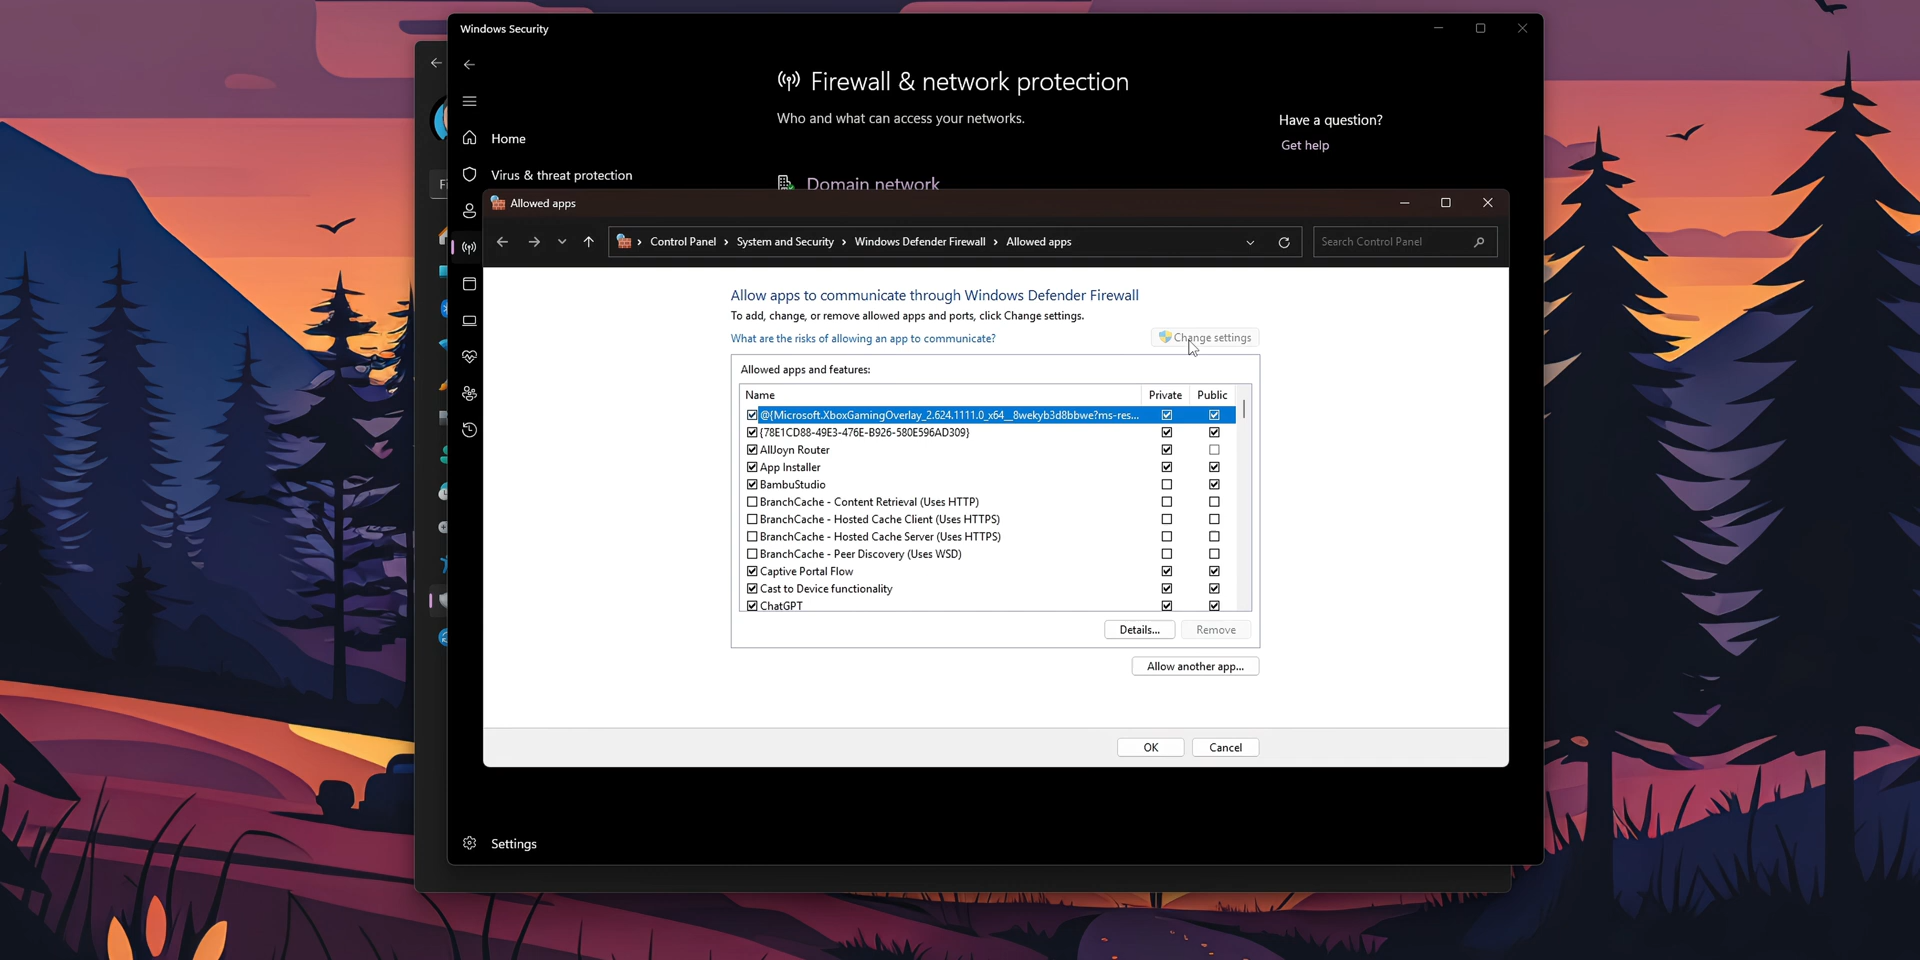 Windows Security
Firewall & network protection
Who and what can access your networks.
Have a question?
Get help
Home
Virus & threat protection
Domain network
Allowed apps
Control Panel > System and Security > Windows Defender Firewall > Allowed apps
Search Control Panel
Allow apps to communicate through Windows Defender Firewall
To add, change, or remove allowed apps and ports, click Change settings.
What are the risks of allowing an app to communicate?
Change settings
Allowed apps and features:
Name Private Public
@{Microsoft.XboxGamingOverlay_2.624.1111.0_x64__8wekyb3d8bbwe?ms-res...
{78E1CD88-49E3-476E-B926-580E596AD309}
AllJoyn Router
App Installer
BambuStudio
BranchCache - Content Retrieval (Uses HTTP)
BranchCache - Hosted Cache Client (Uses HTTPS)
BranchCache - Hosted Cache Server (Uses HTTPS)
BranchCache - Peer Discovery (Uses WSD)
Captive Portal Flow
Cast to Device functionality
ChatGPT
Details... Remove
Allow another app...
OK Cancel
Settings